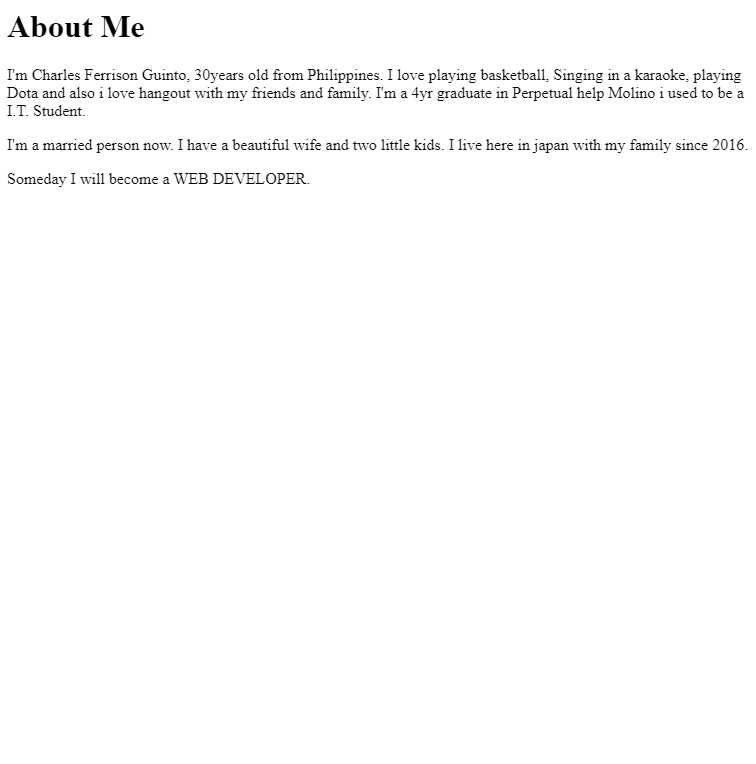 About Me
I'm Charles Ferrison Guinto, 30years old from Philippines. I love playing basketball, Singing in a karaoke, playing
Dota and also i love hangout with my friends and family. I'm a 4yr graduate in Perpetual help Molino i used to be a
I.T. Student.
I'm a married person now. I have a beautiful wife and two little kids. I live here in japan with my family since 2016.
Someday I will become a WEB DEVELOPER.